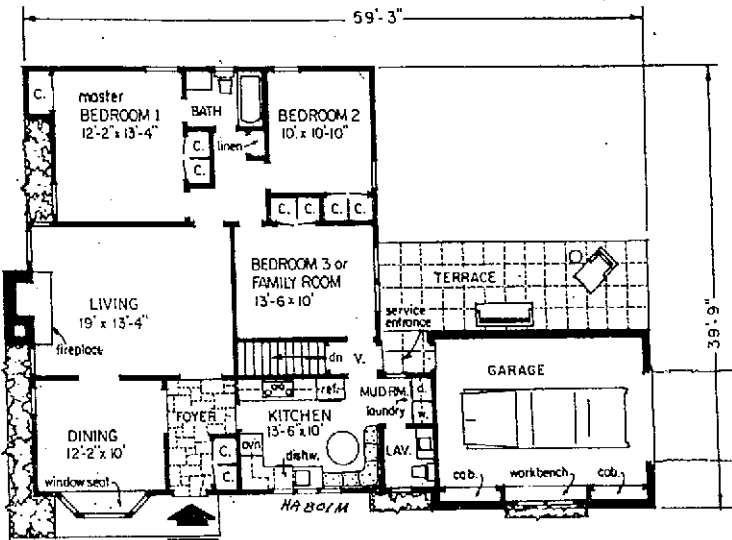 59'-3"
C.
master
BEDROOM 1
12'-2" x 13'-4"
BATH
BEDROOM 2
10' x 10'-10"
C.
C.
linen
C. C. C. C.
BEDROOM 3 or
FAMILY ROOM
13'-6 x 10'
TERRACE
LIVING
19' x 13'-4"
fireplace
service
entrance
39'-9"
dn V.
GARAGE
ref.
MUD RM.
laundry
d.
w.
FOYER
KITCHEN
13'-6" x 10'
DINING
12'-2" x 10'
ovn
dishw.
C.
C.
LAV.
window seat
cab. workbench cab.
HABOIM